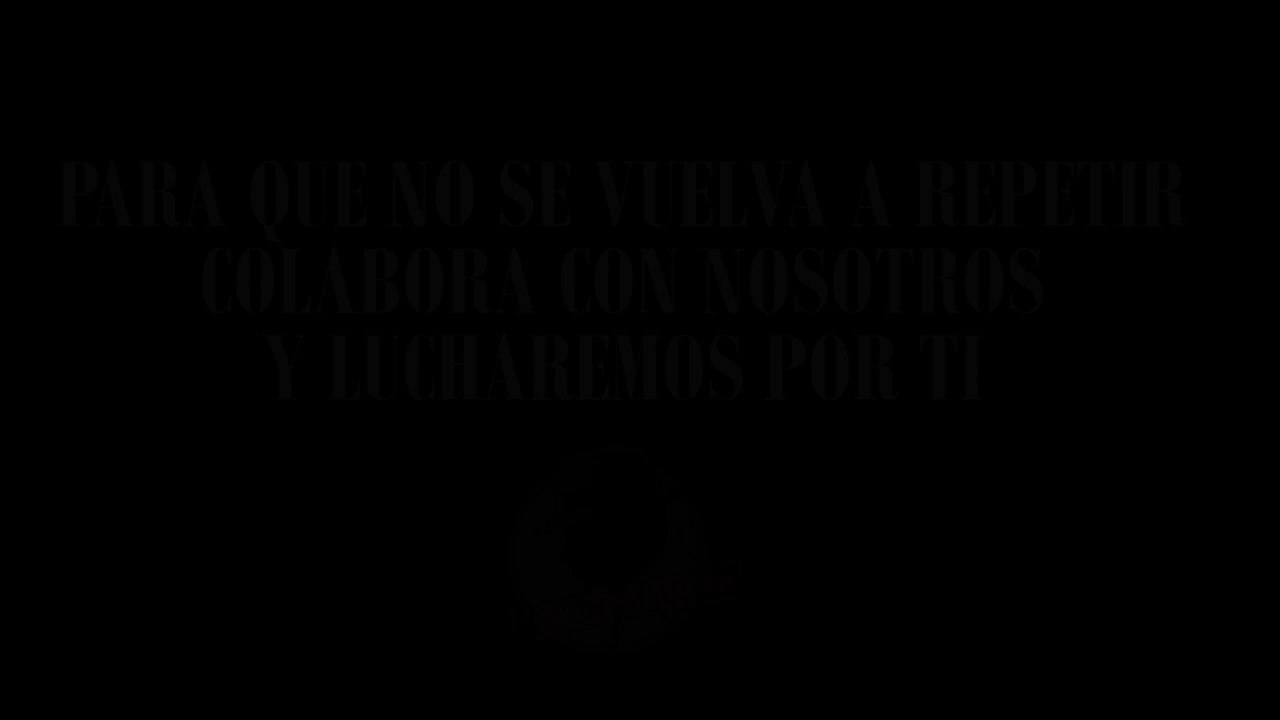 PARA QUE NO SE VUELVA A REPETIR
COLABORA CON NOSOTROS
Y LUCHAREMOS POR TI